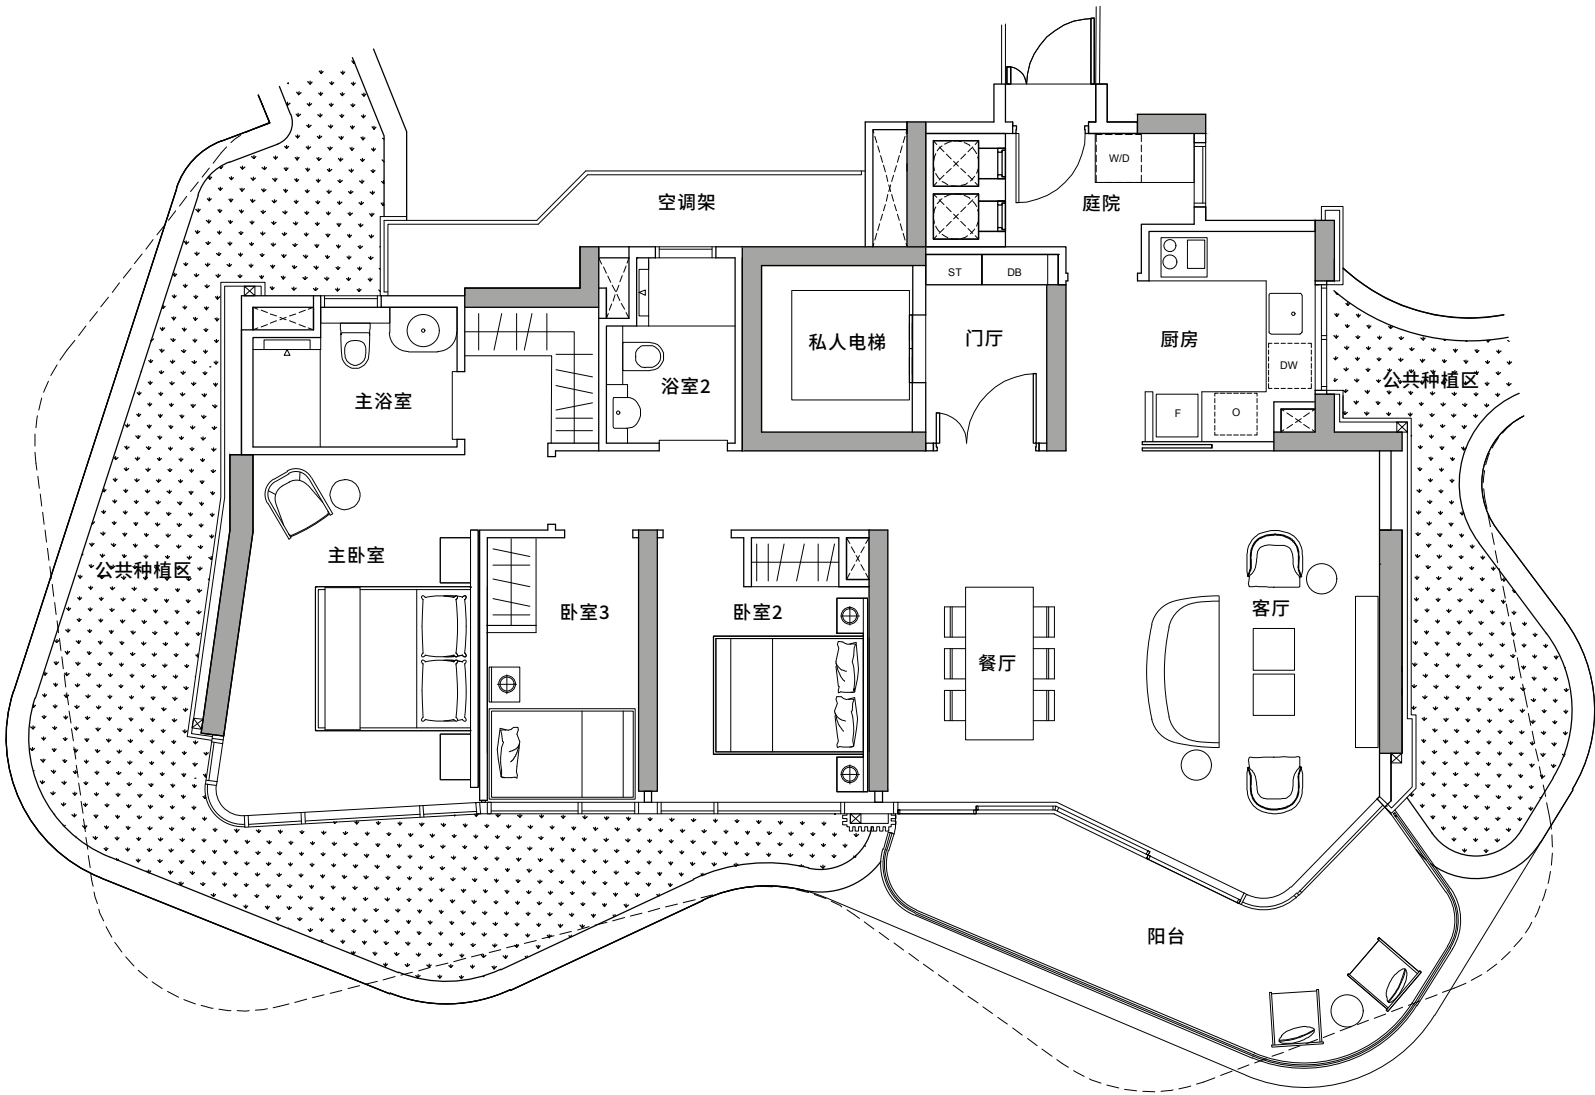 W/D
空调架
庭院
ST
DB
私人电梯
门厅
厨房
DW
公共种植区
主浴室
浴室2
F
O
主卧室
公共种植区
卧室3
卧室2
客厅
餐厅
阳台